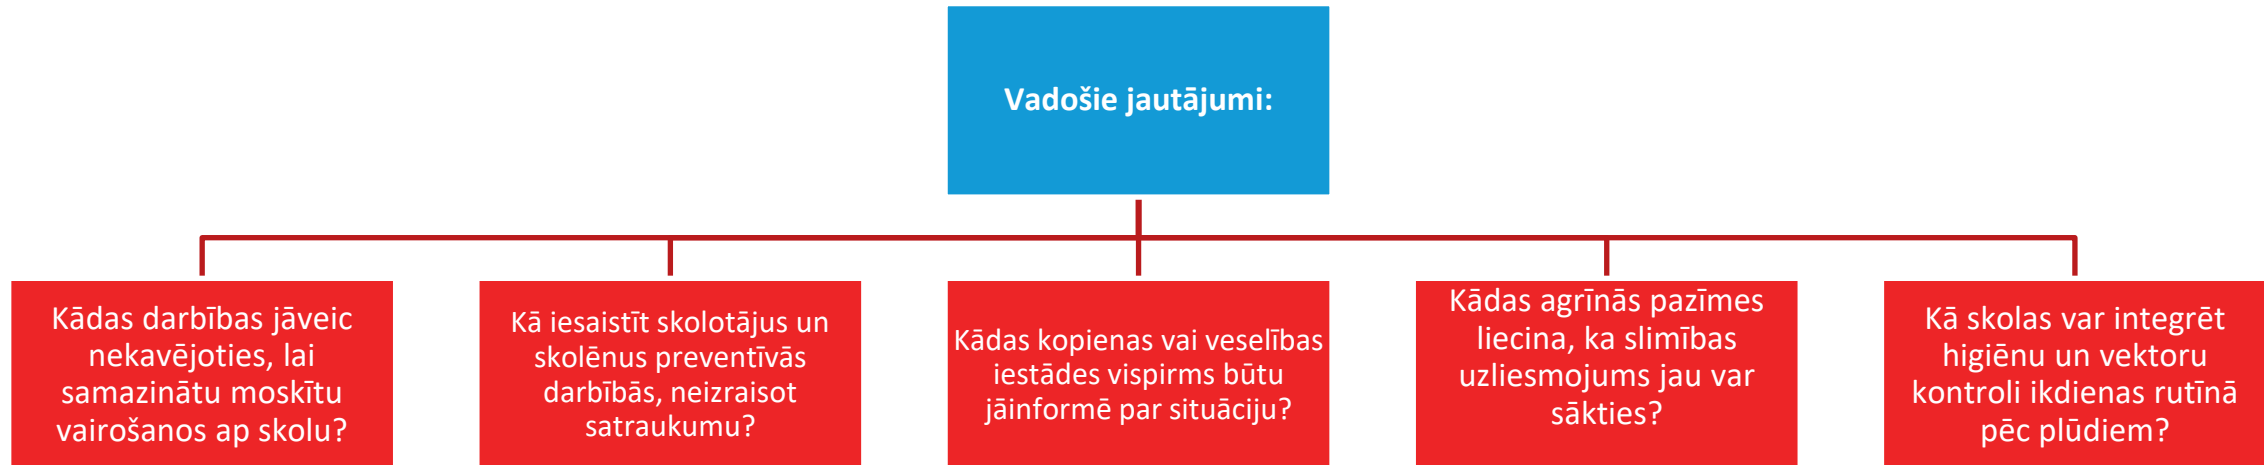 Vadošie jautājumi:
Kādas darbības jāveic
nekavējoties, lai
samazinātu moskītu
vairošanos ap skolu?
Kā iesaistīt skolotājus un
skolēnus preventīvās
darbībās, neizraisot
satraukumu?
Kādas kopienas vai veselības
iestādes vispirms būtu
jāinformē par situāciju?
Kādas agrīnās pazīmes
liecina, ka slimības
uzliesmojums jau var
sākties?
Kā skolas var integrēt
higiēnu un vektoru
kontroli ikdienas rutīnā
pēc plūdiem?